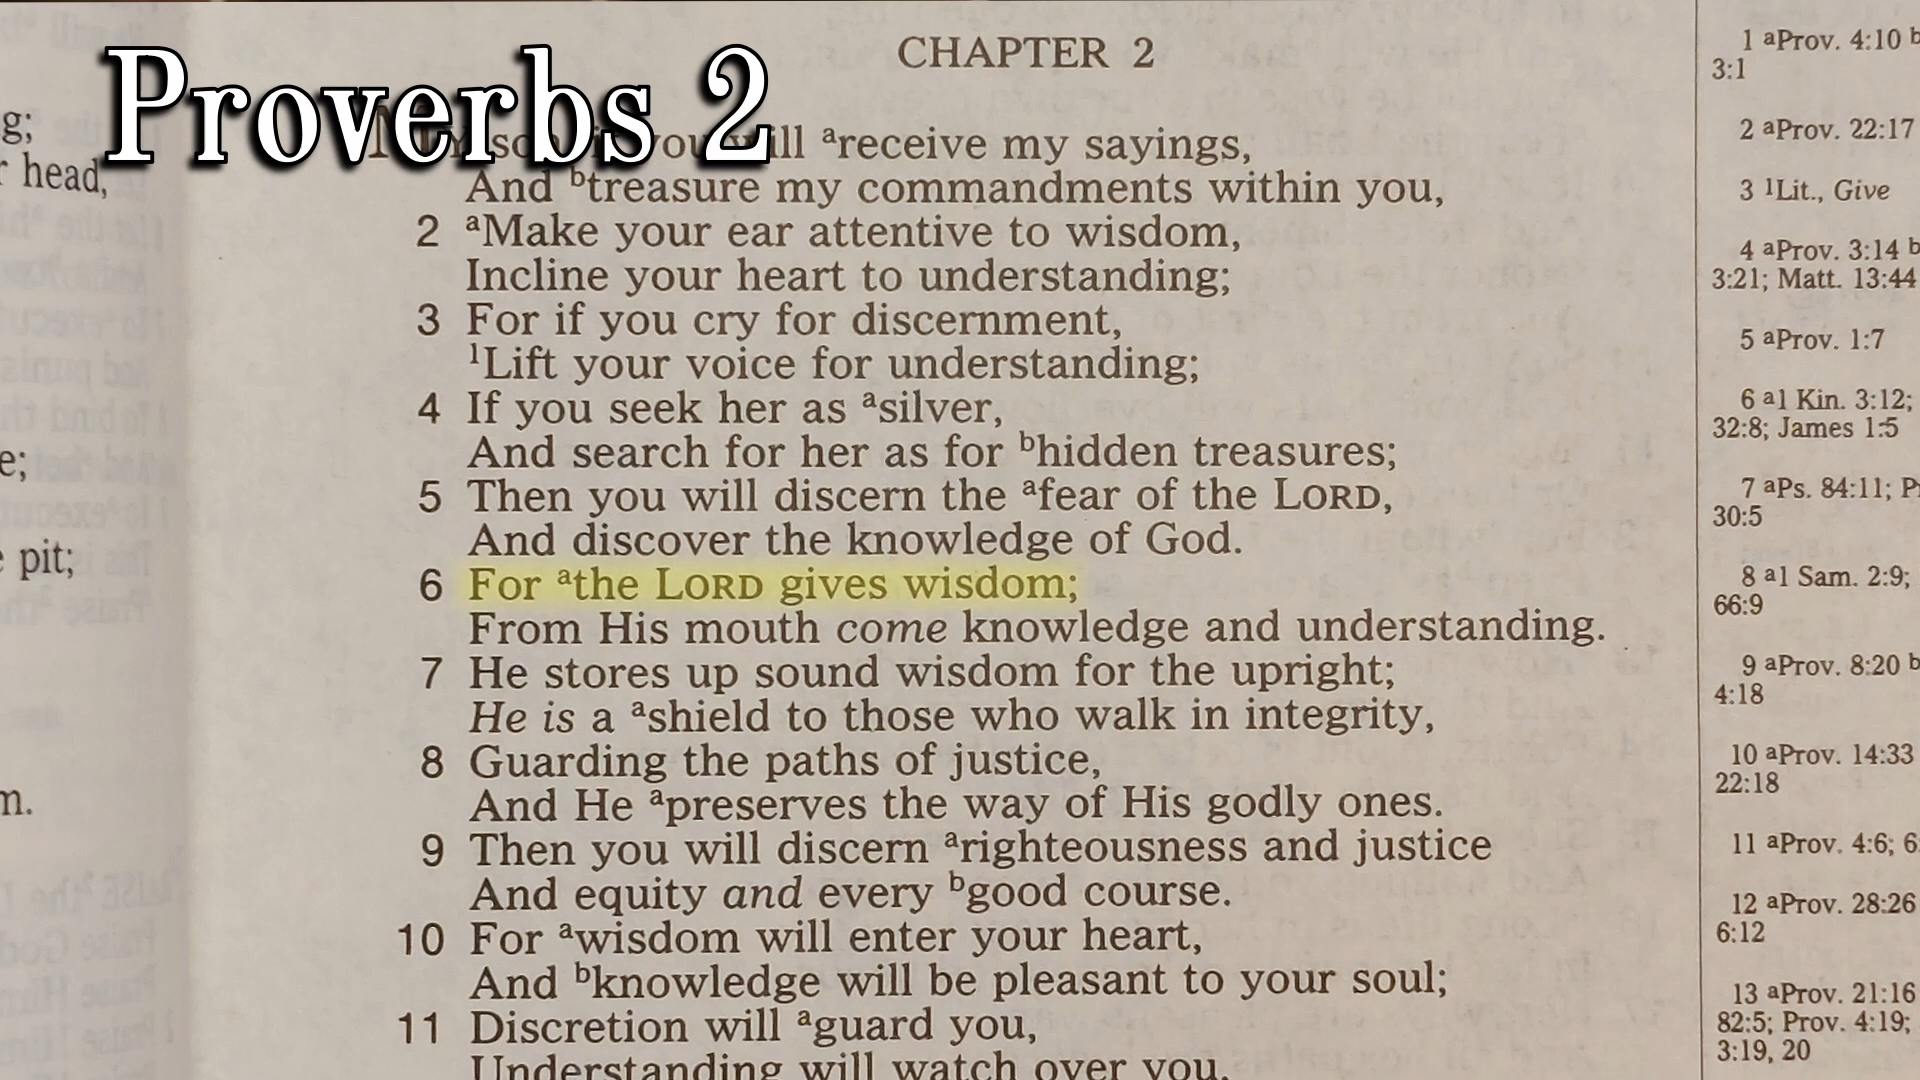 Proverbs 2
CHAPTER 2
will ᵃreceive my sayings,
And ᵇtreasure my commandments within you,
2 ᵃMake your ear attentive to wisdom,
Incline your heart to understanding;
3 For if you cry for discernment,
¹Lift your voice for understanding;
4 If you seek her as ᵃsilver,
And search for her as for ᵇhidden treasures;
5 Then you will discern the ᵃfear of the LORD,
And discover the knowledge of God.
6 For ᵃthe LORD gives wisdom;
From His mouth come knowledge and understanding.
7 He stores up sound wisdom for the upright;
He is a ᵃshield to those who walk in integrity,
8 Guarding the paths of justice,
And He ᵃpreserves the way of His godly ones.
9 Then you will discern ᵃrighteousness and justice
And equity and every ᵇgood course.
10 For ᵃwisdom will enter your heart,
And ᵇknowledge will be pleasant to your soul;
11 Discretion will ᵃguard you,
Understanding will watch over you,
g;
head,
e;
pit;
m.
1 ᵃProv. 4:10 ᵇ
3:1
2 ᵃProv. 22:17
3 ¹Lit., Give
4 ᵃProv. 3:14 ᵇ
3:21; Matt. 13:44
5 ᵃProv. 1:7
6 ᵃ1 Kin. 3:12;
32:8; James 1:5
7 ᵃPs. 84:11; P
30:5
8 ᵃ1 Sam. 2:9;
66:9
9 ᵃProv. 8:20 ᵇ
4:18
10 ᵃProv. 14:33
22:18
11 ᵃProv. 4:6; 6:
12 ᵃProv. 28:26
6:12
13 ᵃProv. 21:16
82:5; Prov. 4:19;
3:19, 20